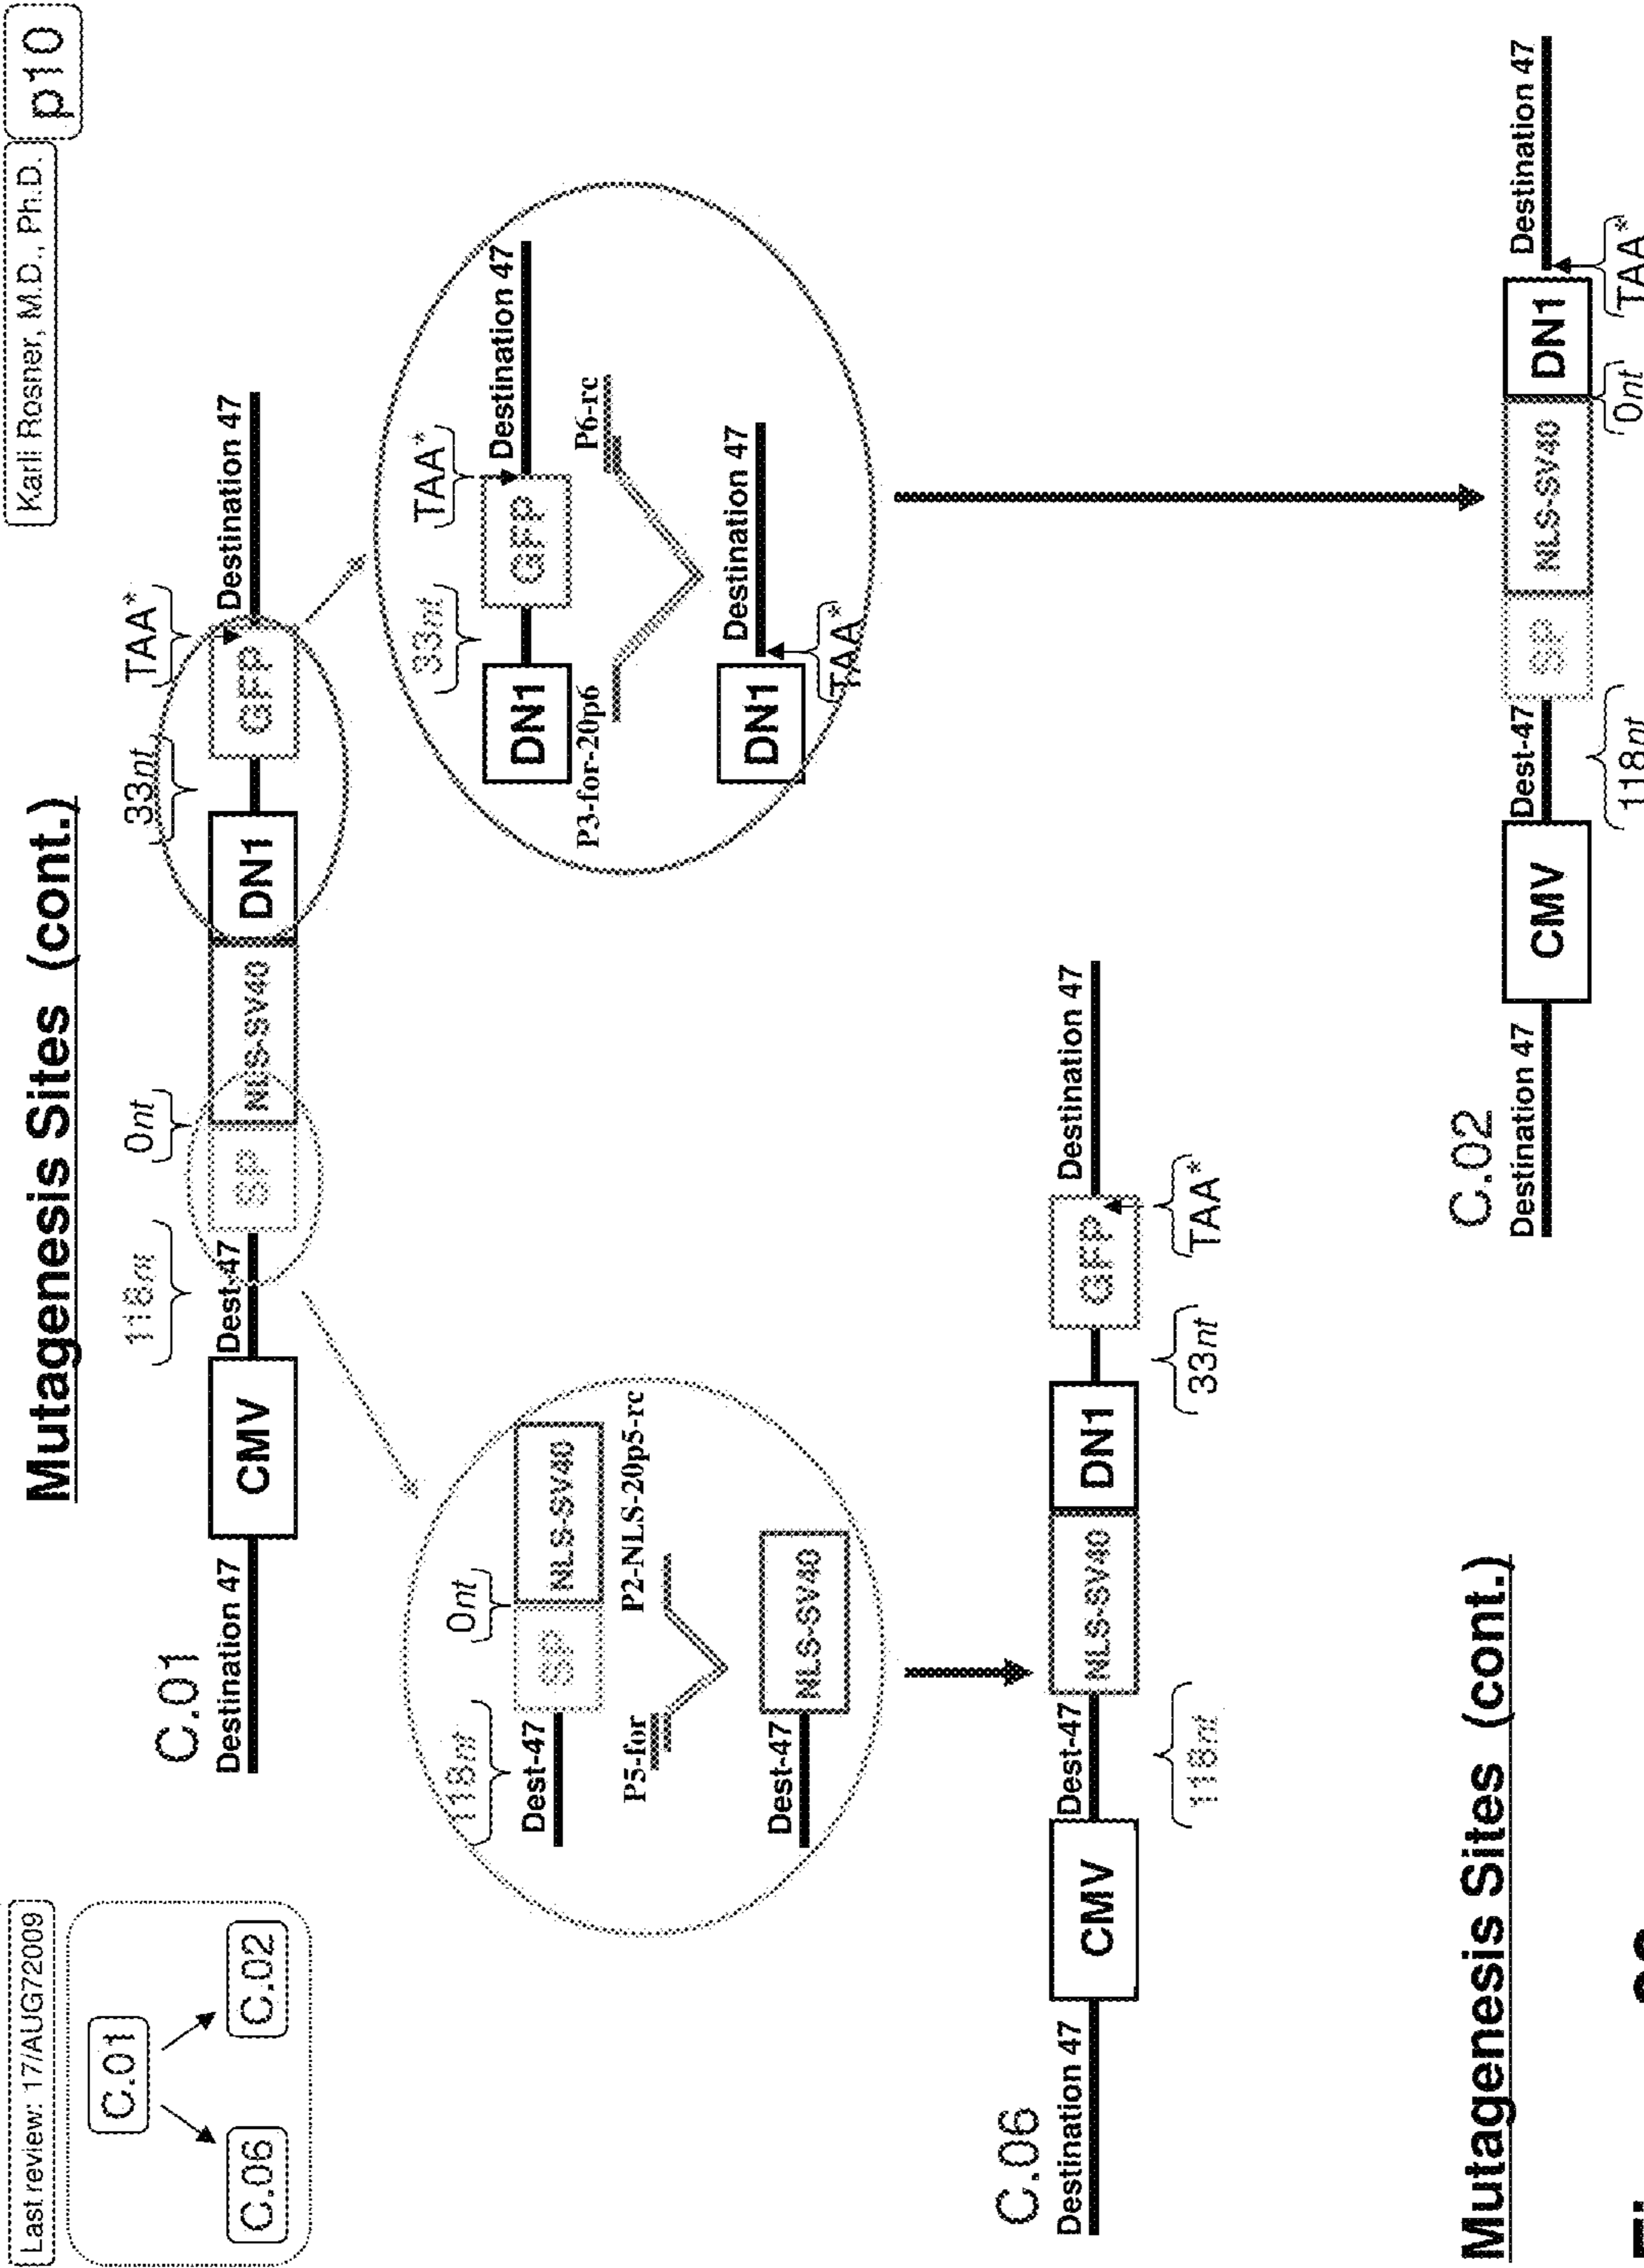 Last review: 17/AUG72009
Karli Rosner, M.D., Ph.D.
p10
Mutagenesis Sites (cont.)
C.01
C.06
C.02
C.01
118nt
0nt
33nt
TAA*
Destination 47
CMV
Dest-47
SP
NLS-SV40
DN1
GFP
Destination 47
118nt
0nt
Dest-47
SP
NLS-SV40
P5-for
P2-NLS-20p5-rc
Dest-47
NLS-SV40
33nt
TAA*
DN1
GFP
Destination 47
P3-for-20p6
P6-rc
DN1
Destination 47
TAA*
C.06
Destination 47
CMV
Dest-47
NLS-SV40
DN1
GFP
Destination 47
118nt
33nt
TAA*
C.02
Destination 47
CMV
Dest-47
SP
NLS-SV40
DN1
Destination 47
118nt
0nt
TAA*
Mutagenesis Sites (cont.)